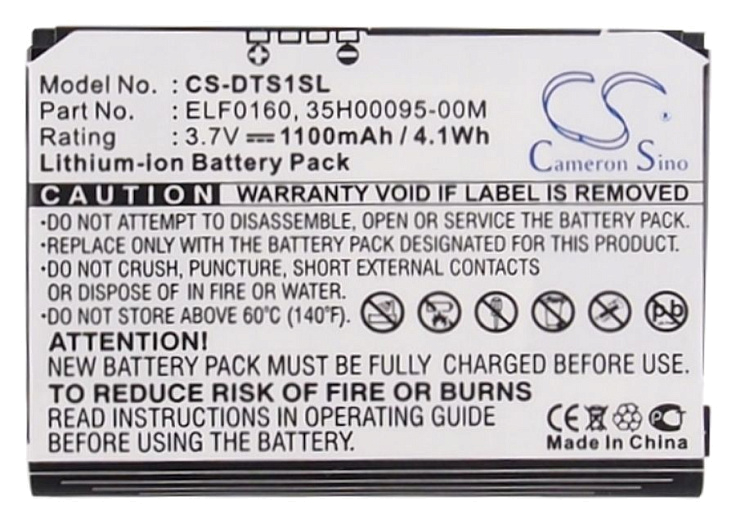 Model No. : CS-DTS1SL
Part No. : ELF0160, 35H00095-00M
Rating : 3.7V 1100mAh / 4.1Wh
Lithium-ion Battery Pack
CS
Cameron Sino
CAUTION WARRANTY VOID IF LABEL IS REMOVED
·DO NOT ATTEMPT TO DISASSEMBLE, OPEN OR SERVICE THE BATTERY PACK.
·REPLACE ONLY WITH THE BATTERY PACK DESIGNATED FOR THIS PRODUCT.
·DO NOT CRUSH, PUNCTURE, SHORT EXTERNAL CONTACTS
OR DISPOSE OF IN FIRE OR WATER.
·DO NOT STORE ABOVE 60°C (140°F).
Pb
ATTENTION!
NEW BATTERY PACK MUST BE FULLY CHARGED BEFORE USE.
TO REDUCE RISK OF FIRE OR BURNS
READ INSTRUCTIONS IN OPERATING GUIDE
BEFORE USING THE BATTERY.
CE PCT
Made In China